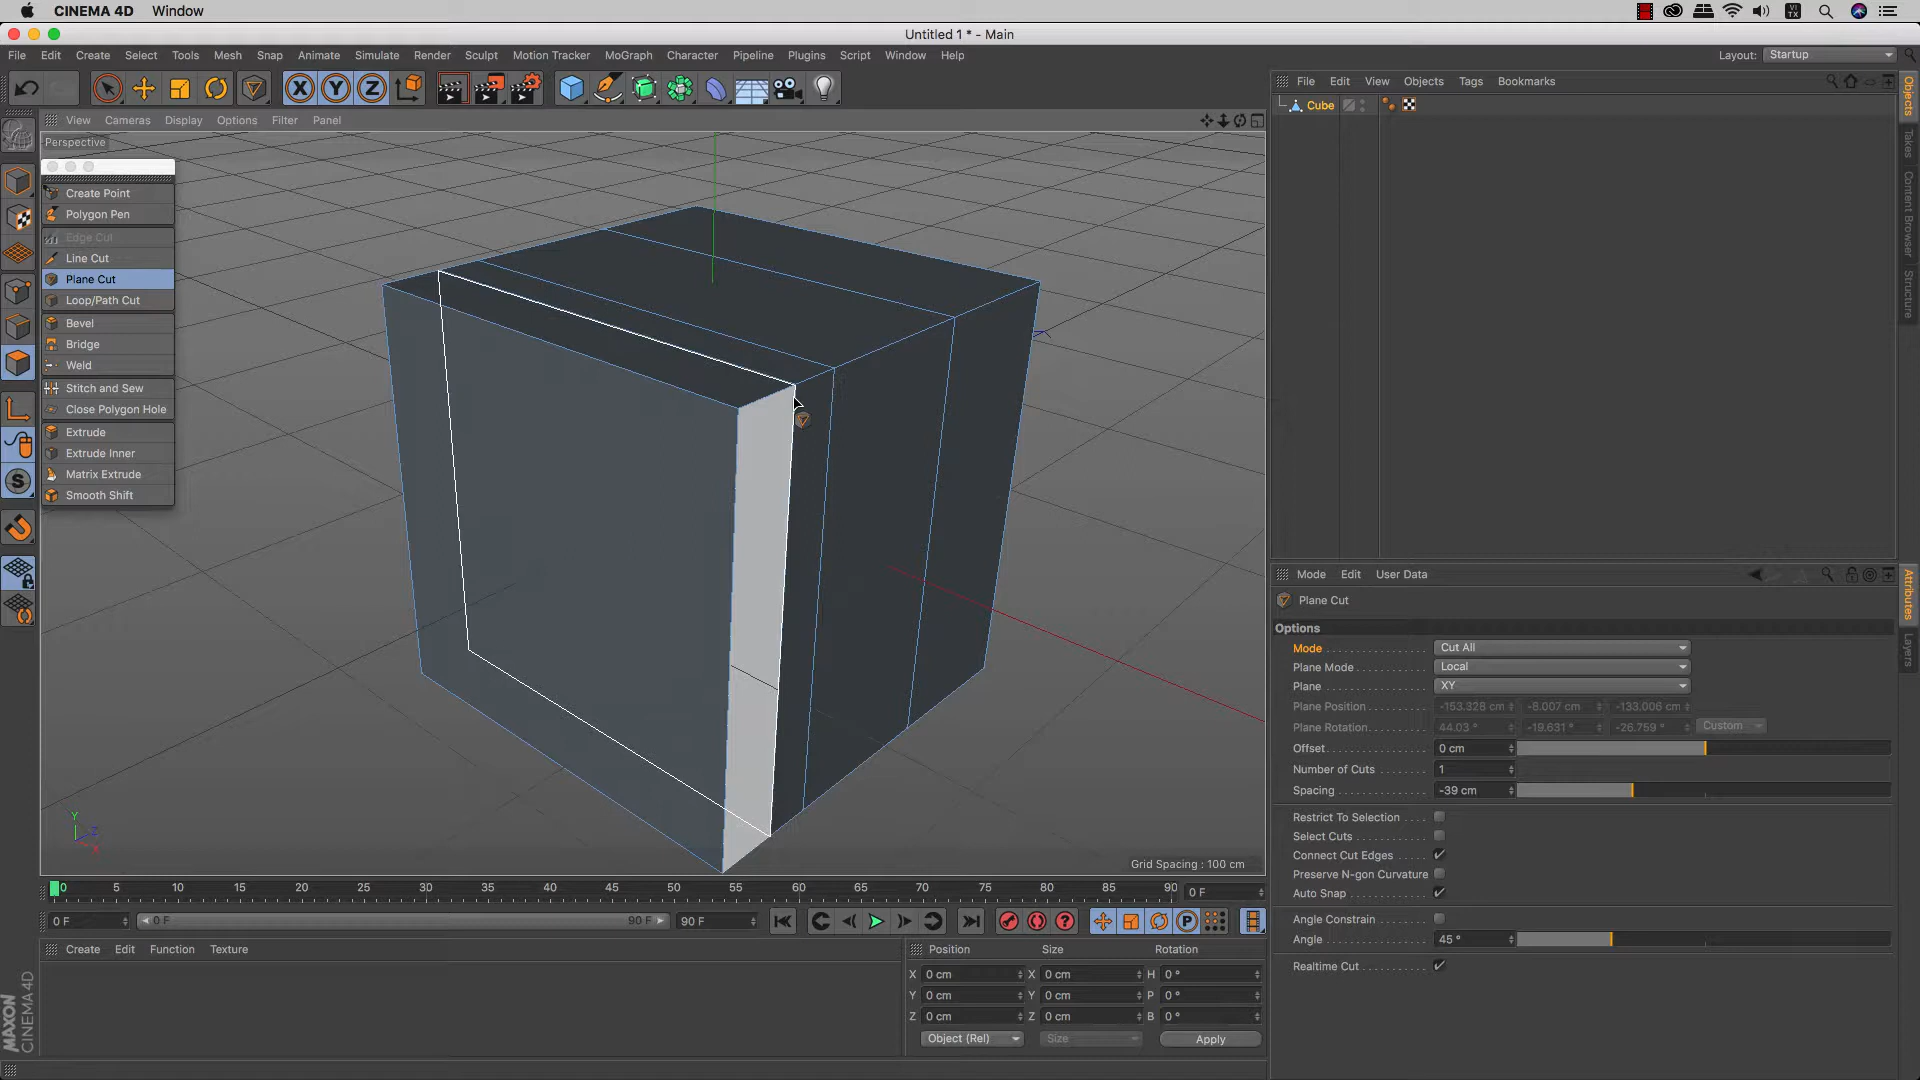 CINEMA 4D Window
VI
TX
Untitled 1 * - Main
File Edit Create Select Tools Mesh Snap Animate Simulate Render Sculpt Motion Tracker MoGraph Character Pipeline Plugins Script Window Help
Layout: Startup
X Y Z
View Cameras Display Options Filter Panel
File Edit View Objects Tags Bookmarks
Cube
Objects
Takes
Content Browser
Structure
Perspective
Create Point
Polygon Pen
Edge Cut
Line Cut
Plane Cut
Loop/Path Cut
Bevel
Bridge
Weld
Stitch and Sew
Close Polygon Hole
Extrude
Extrude Inner
Matrix Extrude
Smooth Shift
S
Y
Z
X
Grid Spacing : 100 cm
Mode Edit User Data
Attributes
Layers
Plane Cut
Options
Mode Cut All
Plane Mode Local
Plane XY
Plane Position -153.328 cm -8.007 cm -133.006 cm
Plane Rotation 44.03 ° -19.631 ° -26.759 ° Custom
Offset 0 cm
Number of Cuts 1
Spacing -39 cm
Restrict To Selection
Select Cuts
Connect Cut Edges
Preserve N-gon Curvature
Auto Snap
Angle Constrain
Angle 45 °
Realtime Cut
0 5 10 15 20 25 30 35 40 45 50 55 60 65 70 75 80 85 90 0 F
0 F 0 F 90 F 90 F
P
Create Edit Function Texture
Position Size Rotation
X 0 cm X 0 cm H 0 °
Y 0 cm Y 0 cm P 0 °
Z 0 cm Z 0 cm B 0 °
Object (Rel) Size Apply
MAXON
CINEMA 4D